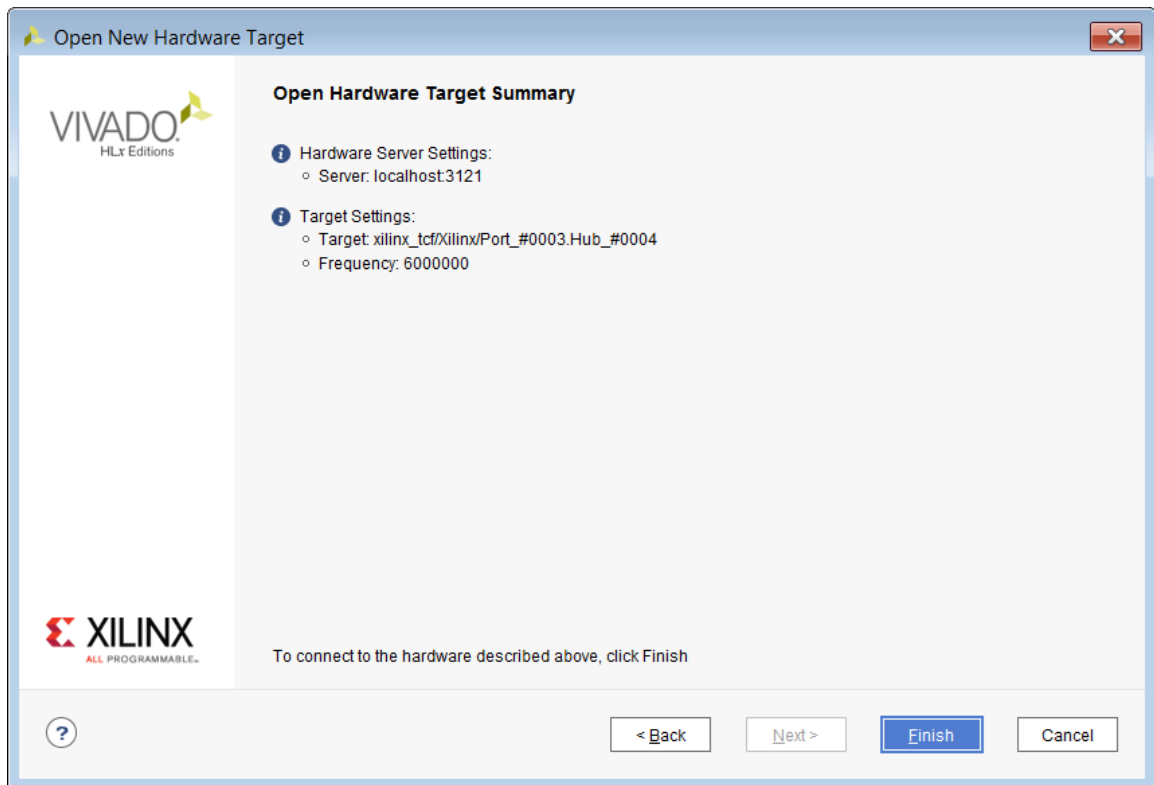 Open New Hardware Target
VIVADO.
HLx Editions
Open Hardware Target Summary
Hardware Server Settings:
Server: localhost:3121
Target Settings:
Target: xilinx_tcf/Xilinx/Port_#0003.Hub_#0004
Frequency: 6000000
XILINX
ALL PROGRAMMABLE™
To connect to the hardware described above, click Finish
?
< Back
Next >
Finish
Cancel